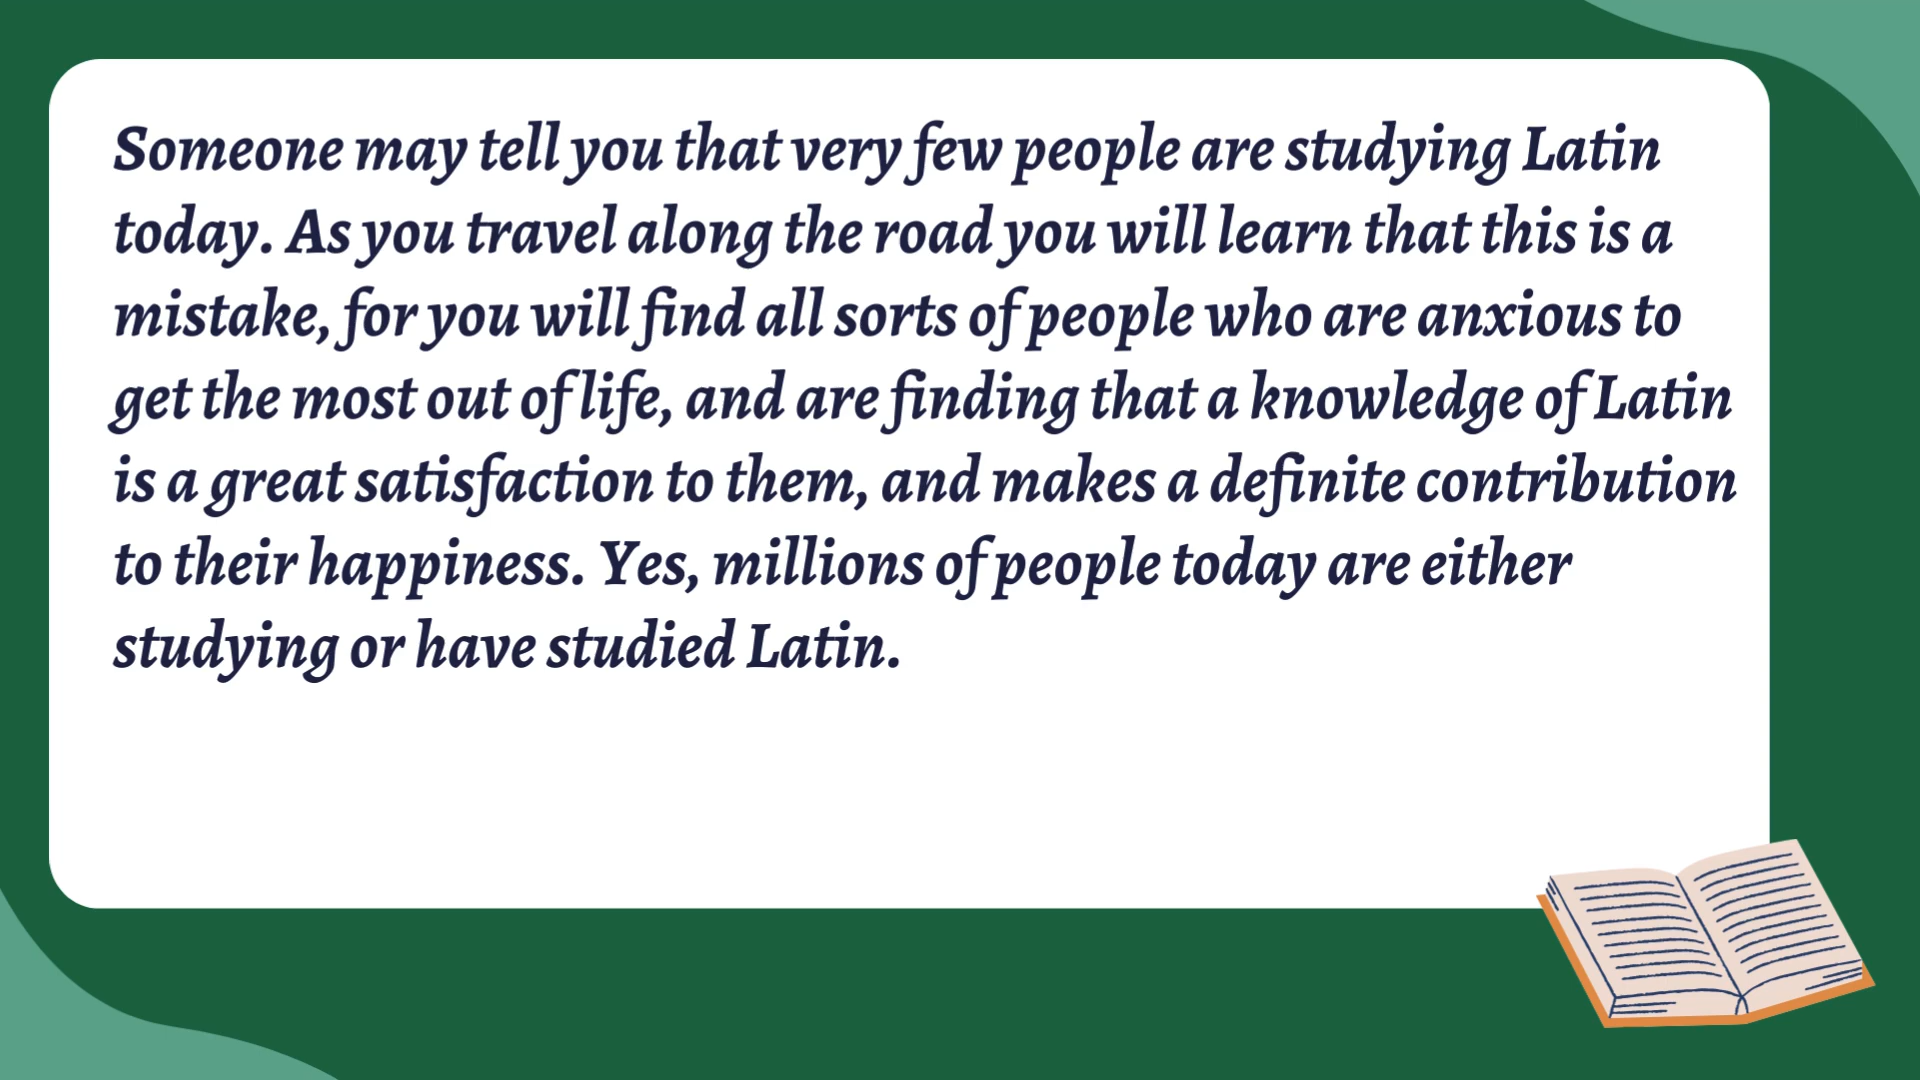 Someone may tell you that very few people are studying Latin
today. As you travel along the road you will learn that this is a
mistake, for you will find all sorts of people who are anxious to
get the most out of life, and are finding that a knowledge of Latin
is a great satisfaction to them, and makes a definite contribution
to their happiness. Yes, millions of people today are either
studying or have studied Latin.